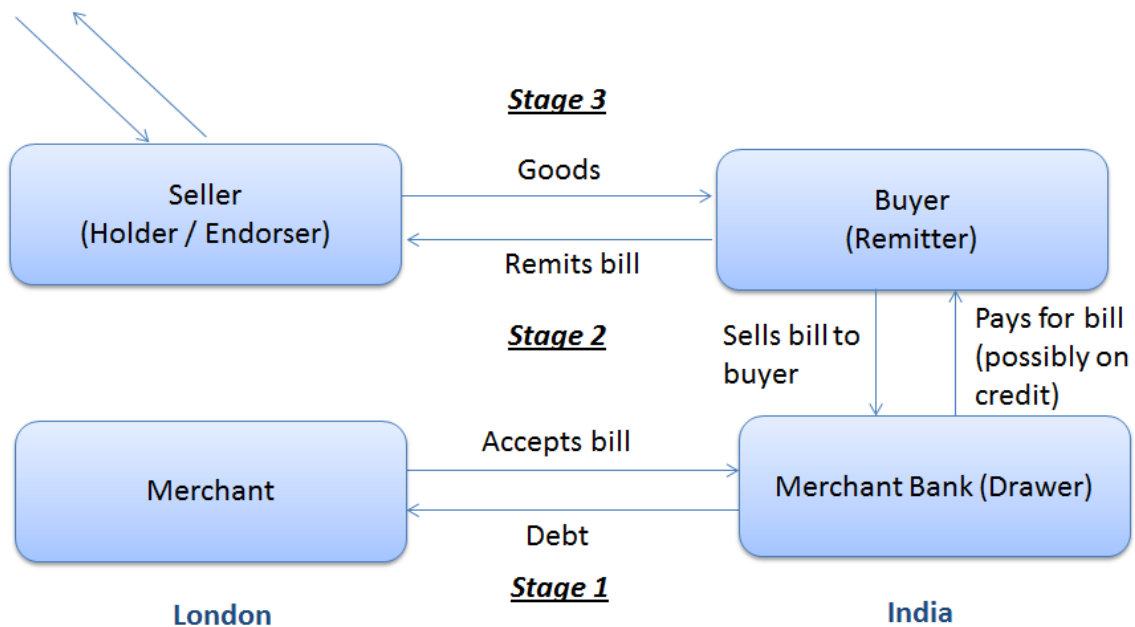 Stage 3
Goods
Seller
(Holder / Endorser)
Buyer
(Remitter)
Remits bill
Stage 2
Sells bill to
buyer
Pays for bill
(possibly on
credit)
Accepts bill
Merchant
Merchant Bank (Drawer)
Debt
Stage 1
London
India